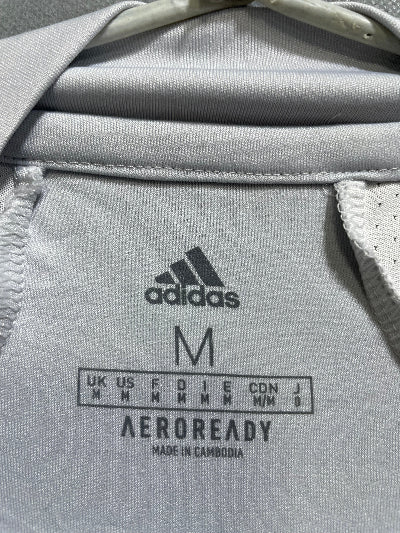 adidas
M
UK US F D I E CDN J
M M M M M M M/M O
AEROREADY
MADE IN CAMBODIA